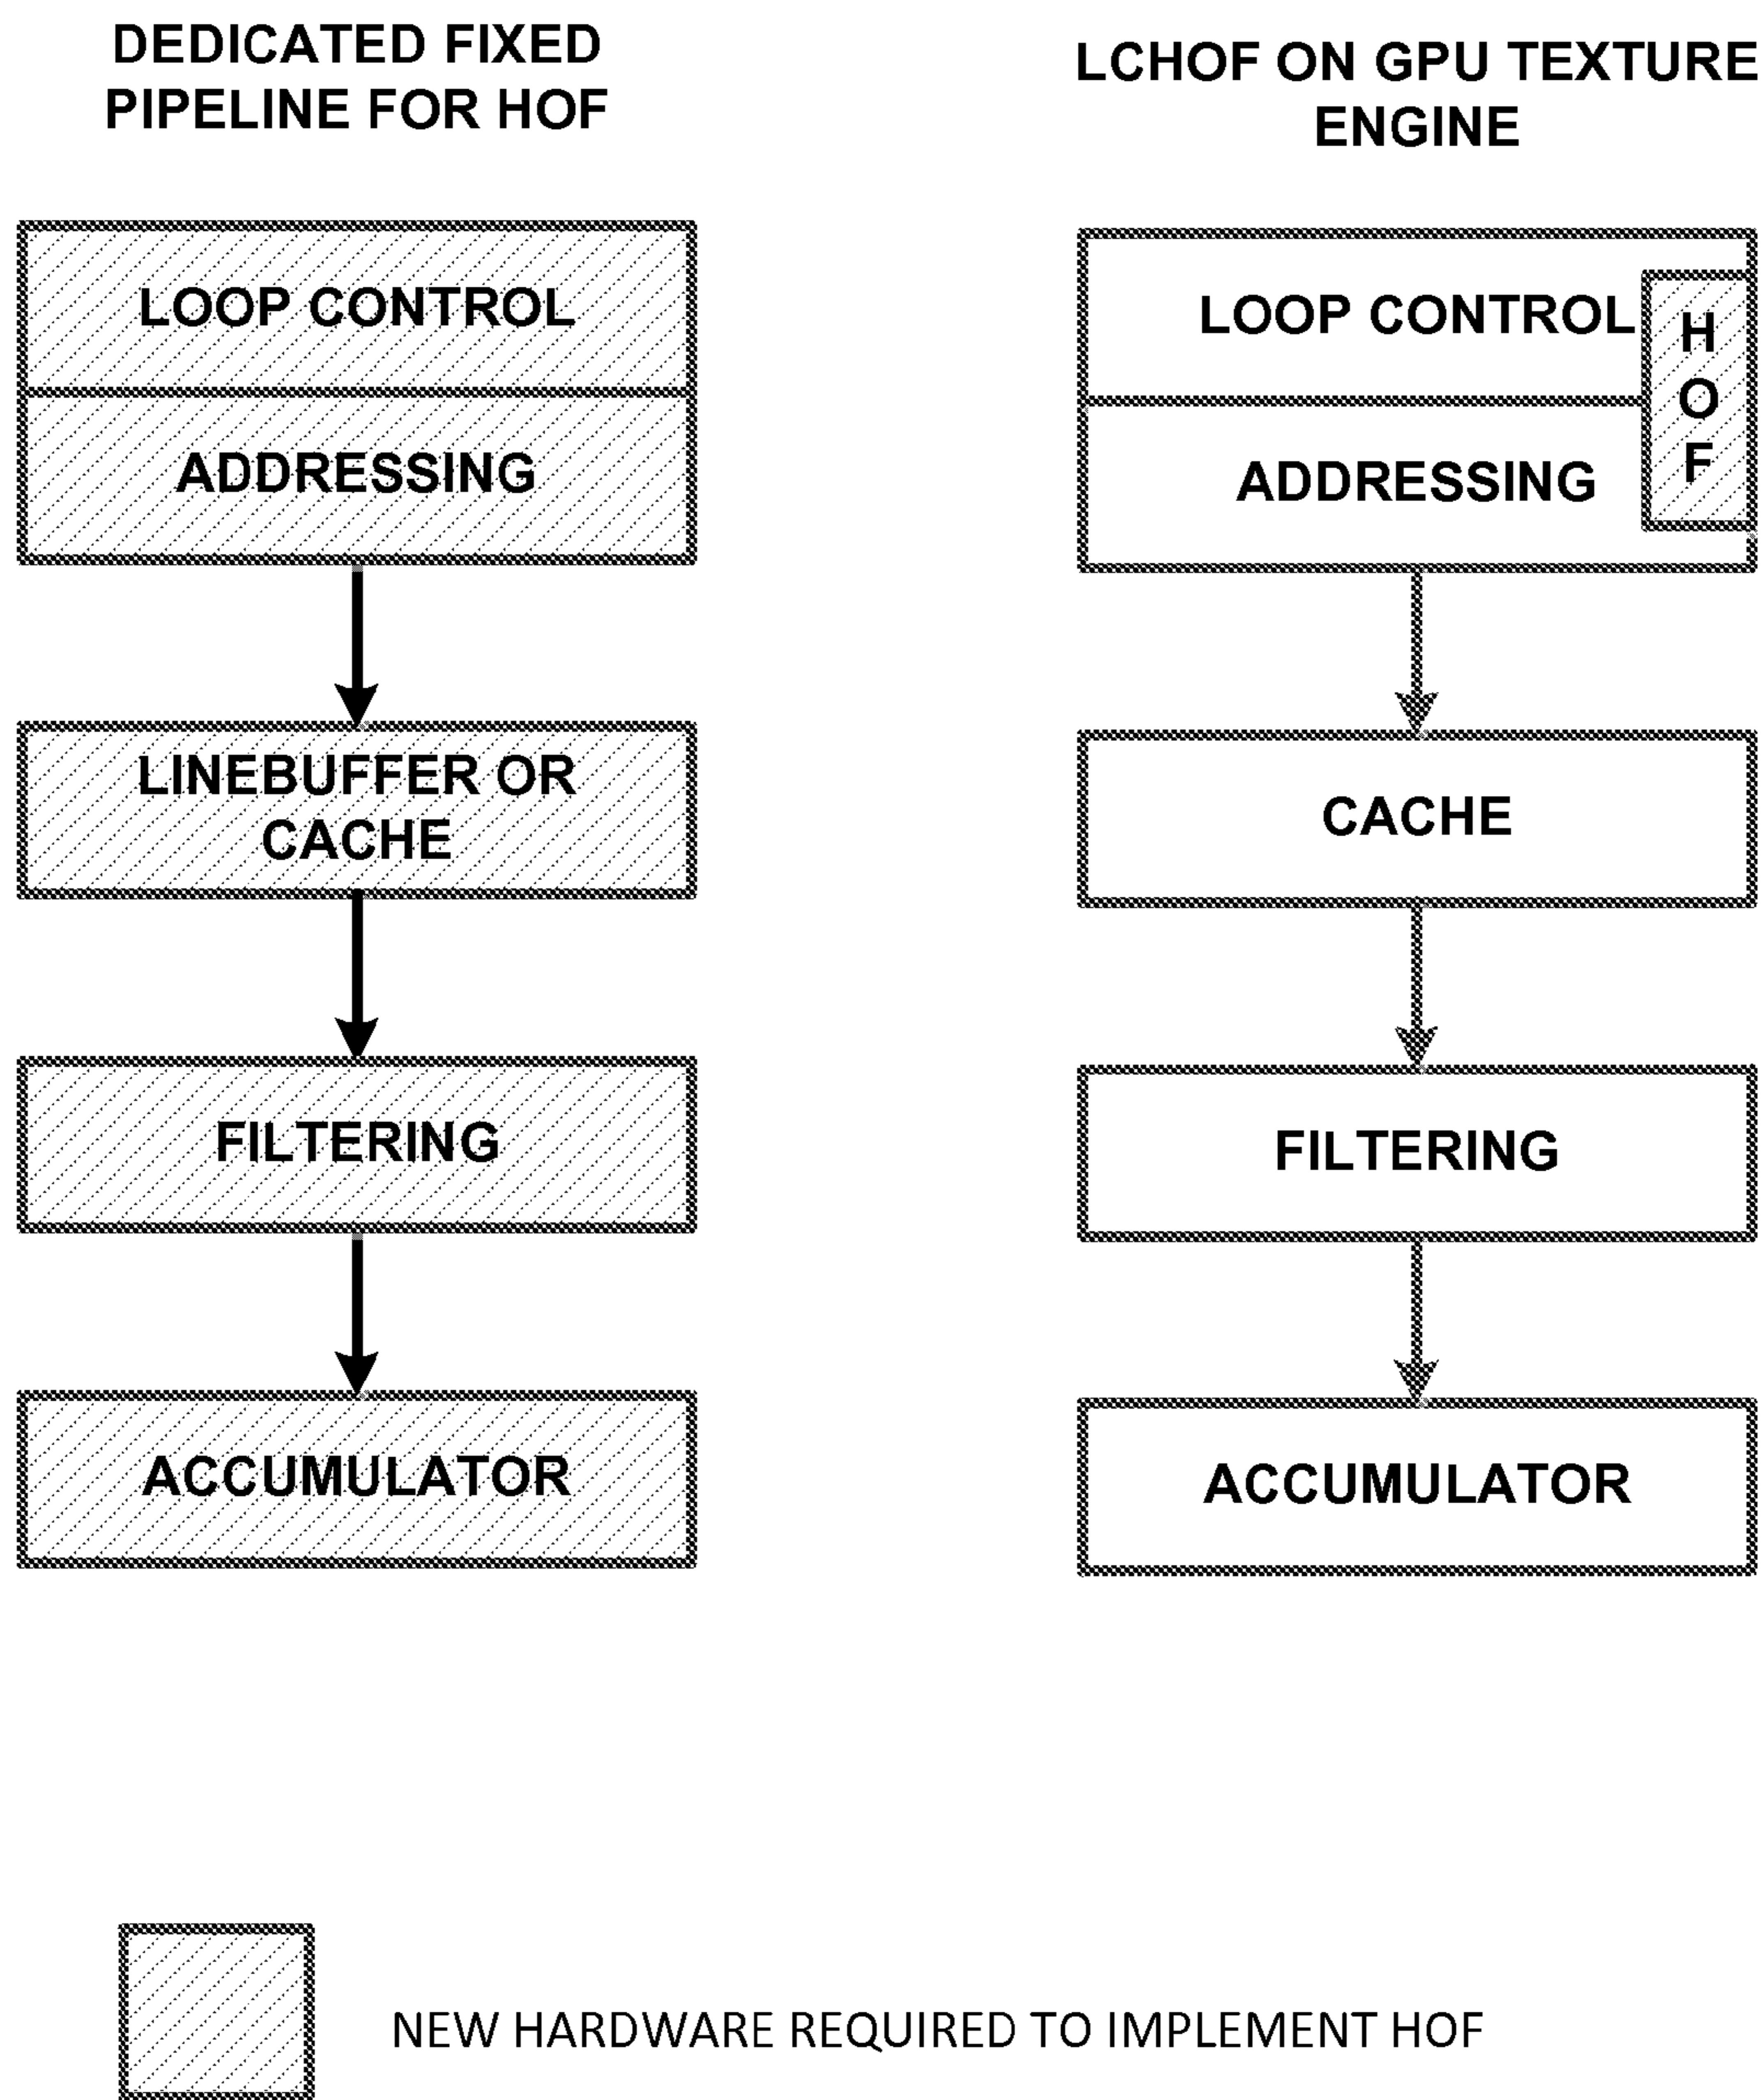 DEDICATED FIXED
PIPELINE FOR HOF
LOOP CONTROL
ADDRESSING
LINEBUFFER OR
CACHE
FILTERING
ACCUMULATOR
LCHOF ON GPU TEXTURE
ENGINE
LOOP CONTROL
ADDRESSING
H
O
F
CACHE
FILTERING
ACCUMULATOR
NEW HARDWARE REQUIRED TO IMPLEMENT HOF